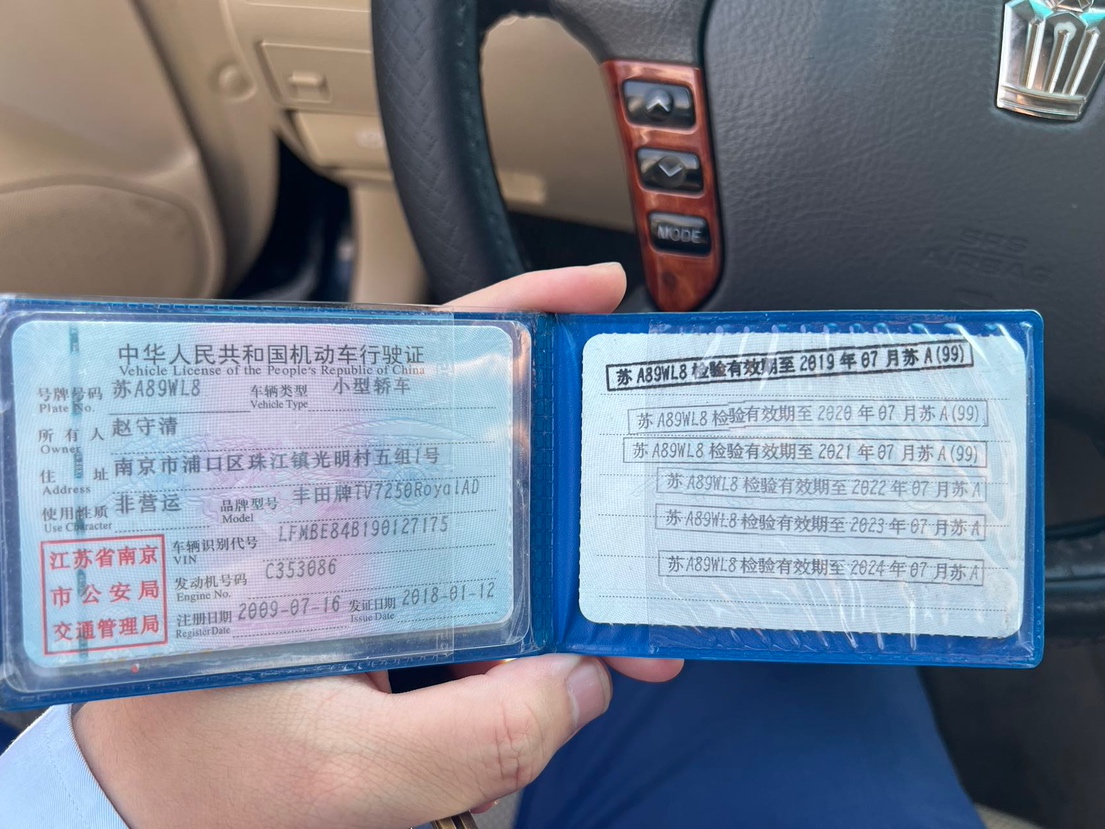 MODE
SRS
AIRBAG
中华人民共和国机动车行驶证
Vehicle License of the People's Republic of China
号牌号码 苏A89WL8 车辆类型 小型轿车
Plate No. Vehicle Type
所有人 赵守清
Owner
住址 南京市浦口区珠江镇光明村五组1号
Address
使用性质 非营运 品牌型号 丰田牌TV7250RoyalAD
Use Character Model
江苏省南京
市公安局
交通管理局
车辆识别代号 LFMBE84B190127175
VIN
发动机号码 C353086
Engine No.
注册日期 2009-07-16 发证日期 2018-01-12
Register Date Issue Date
苏A89WL8 检验有效期至 2019 年 07 月苏A(99)
苏A89WL8 检验有效期至 2020 年 07 月苏A(99)
苏A89WL8 检验有效期至 2021 年 07 月苏A(99)
苏A89WL8 检验有效期至 2022 年 07 月苏A
苏A89WL8 检验有效期至 2023 年 07 月苏A
苏A89WL8 检验有效期至 2024 年 07 月苏A